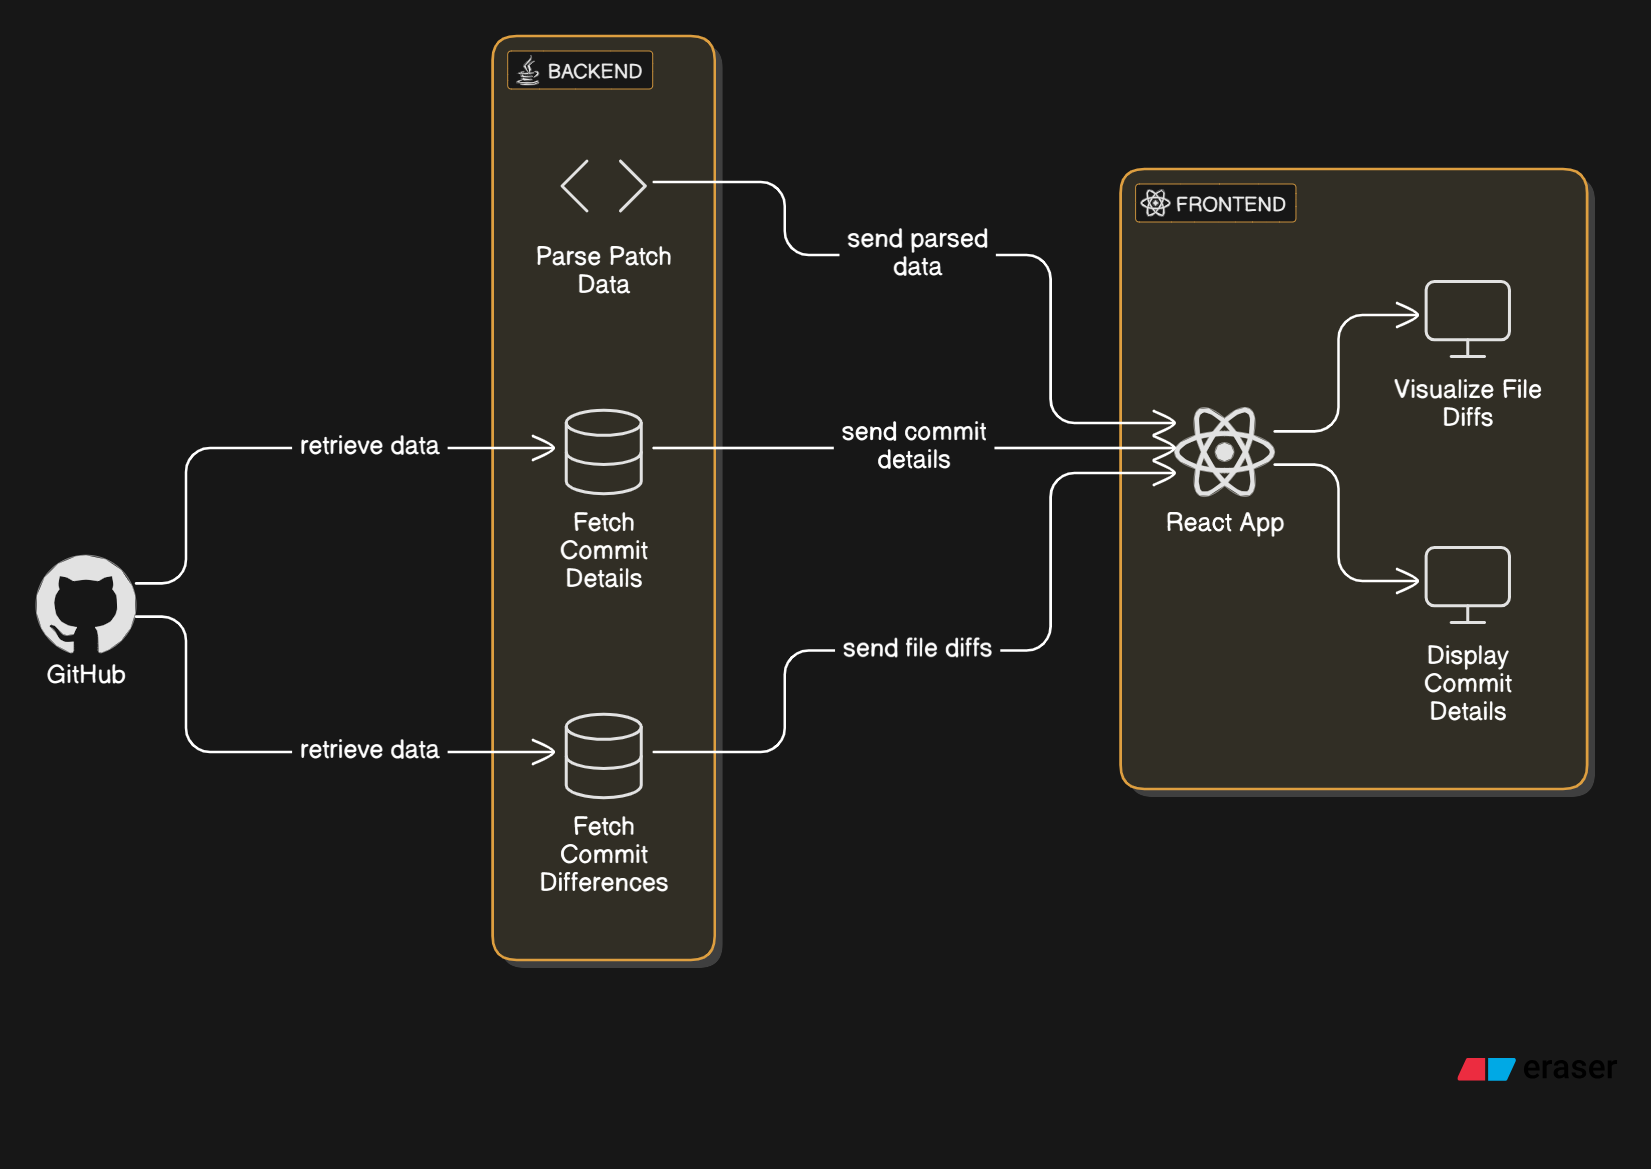 BACKEND
Parse Patch
Data
send parsed
data
FRONTEND
Visualize File
Diffs
retrieve data
send commit
details
React App
Fetch
Commit
Details
GitHub
send file diffs
Display
Commit
Details
retrieve data
Fetch
Commit
Differences
eraser